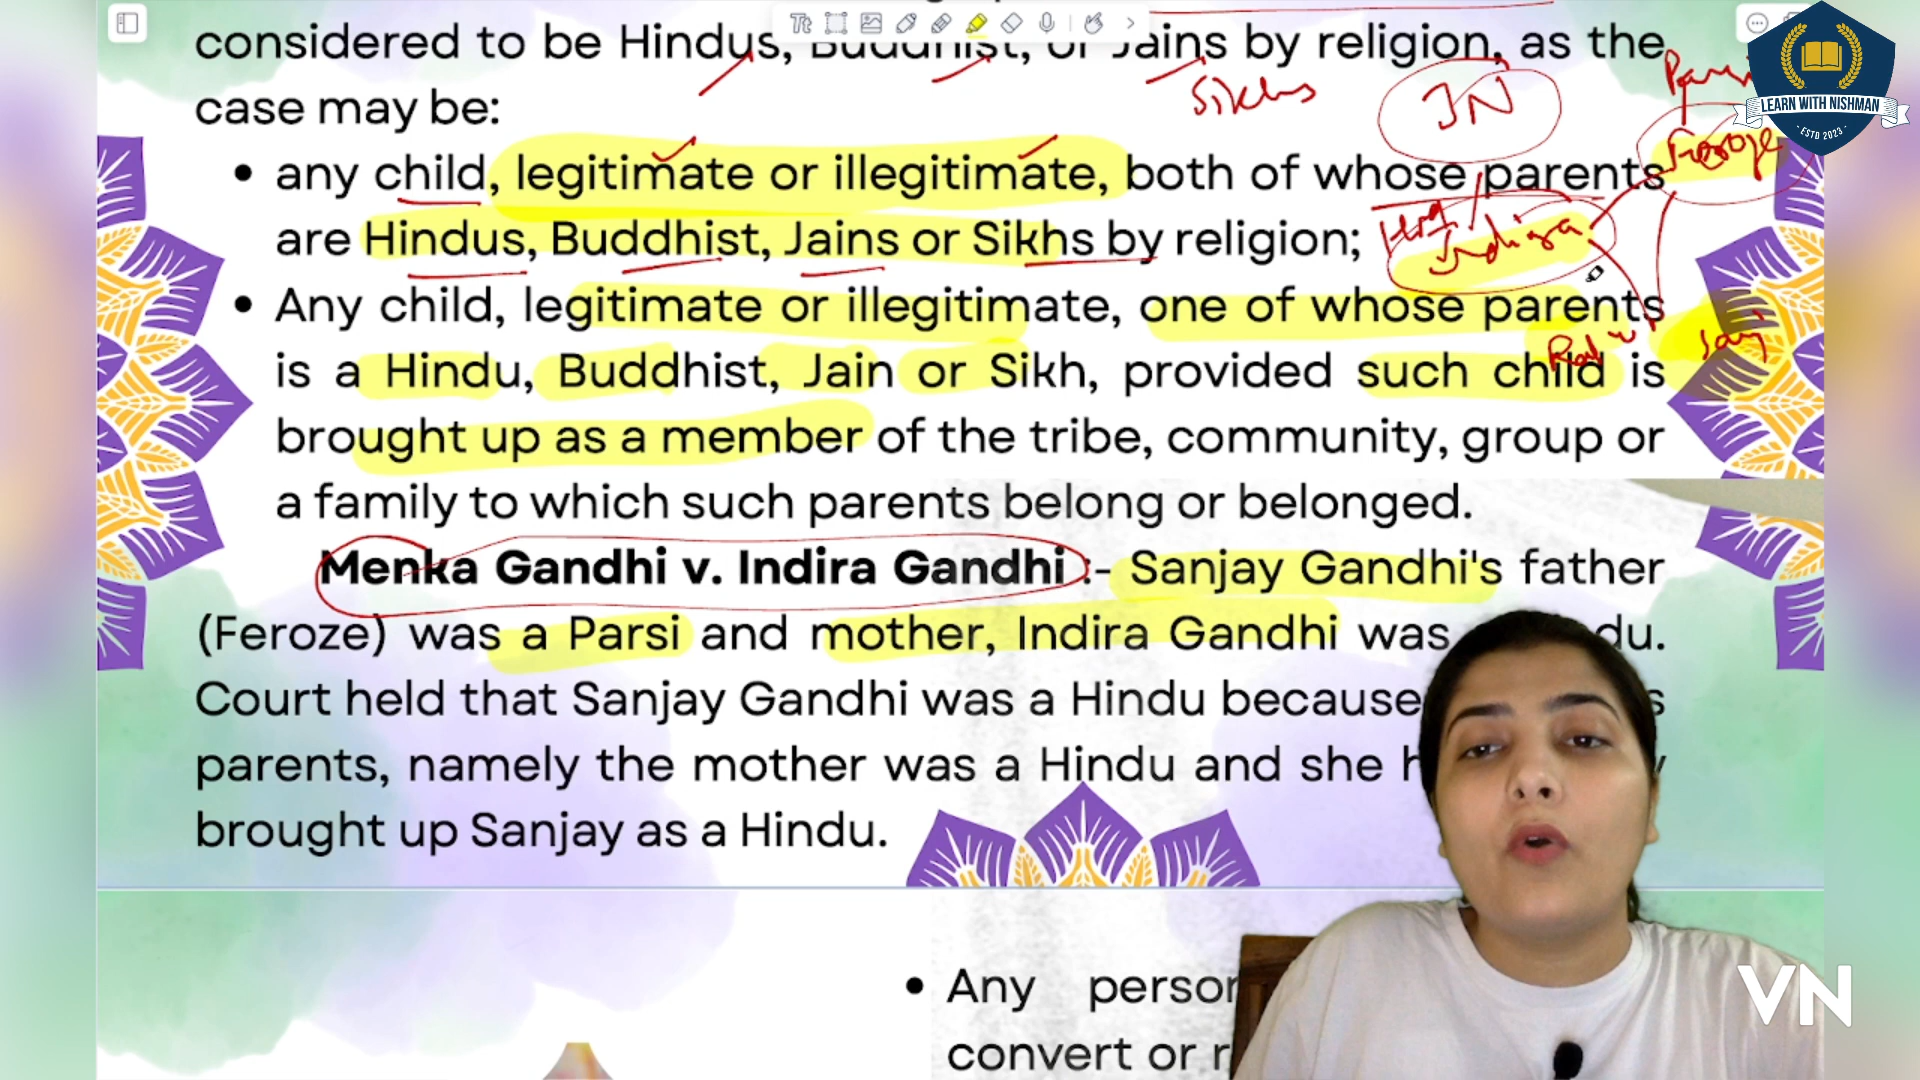 considered to be Hindus, Buddhist, or Jains by religion, as the
Sikhs
JN
case may be:
LEARN WITH NISHMAN
ESTD 2023
Feroze
• any child, legitimate or illegitimate, both of whose parents
are Hindus, Buddhist, Jains or Sikhs by religion;
Indira
• Any child, legitimate or illegitimate, one of whose parents
is a Hindu, Buddhist, Jain or Sikh, provided such child is
brought up as a member of the tribe, community, group or
a family to which such parents belong or belonged.
Menka Gandhi v. Indira Gandhi :- Sanjay Gandhi's father
(Feroze) was a Parsi and mother, Indira Gandhi was du.
Court held that Sanjay Gandhi was a Hindu because s
parents, namely the mother was a Hindu and she h y
brought up Sanjay as a Hindu.
• Any person
convert or r
VN